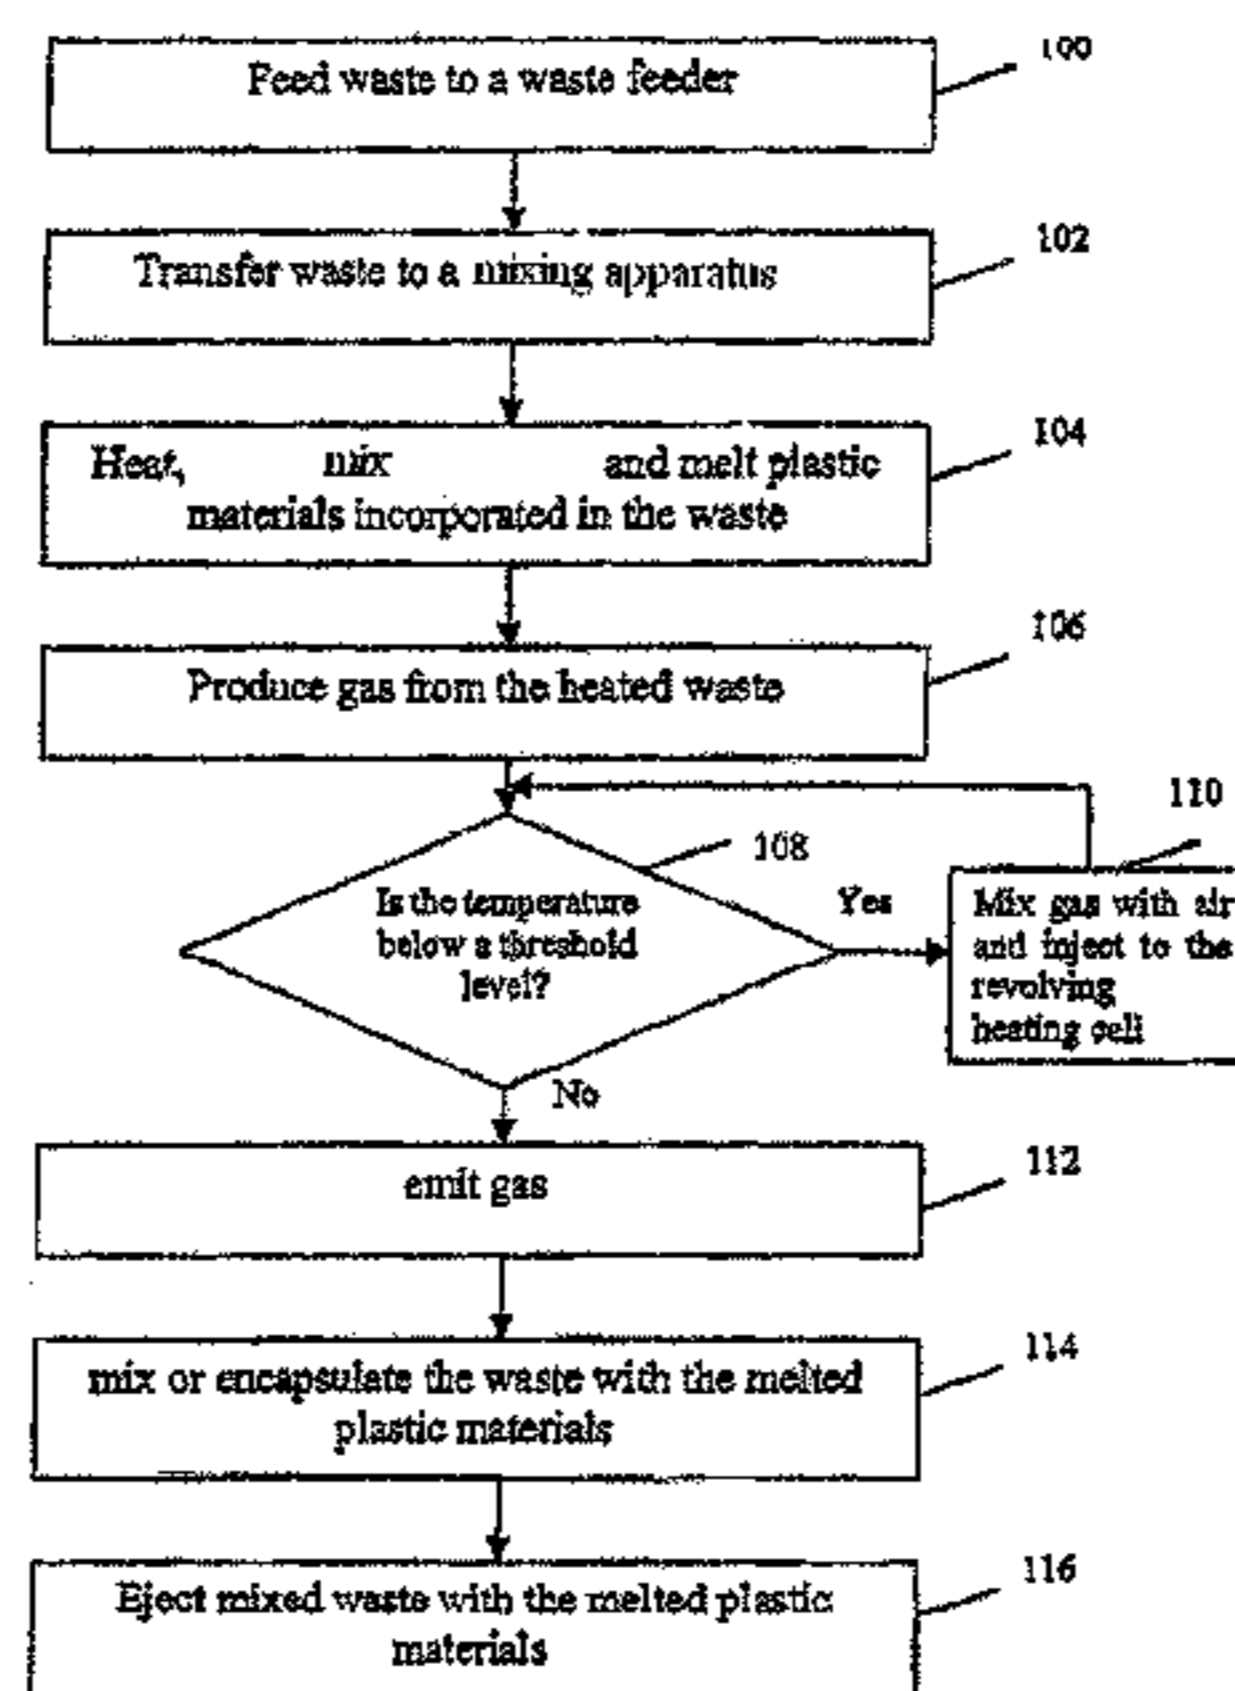 100
Feed waste to a waste feeder
102
Transfer waste to a mixing apparatus
104
Heat, mix and melt plastic
materials incorporated in the waste
106
Produce gas from the heated waste
110
108
Is the temperature
below a threshold
level?
Yes
Mix gas with air
and inject to the
revolving
heating cell
No
112
emit gas
114
mix or encapsulate the waste with the melted
plastic materials
116
Eject mixed waste with the melted plastic
materials